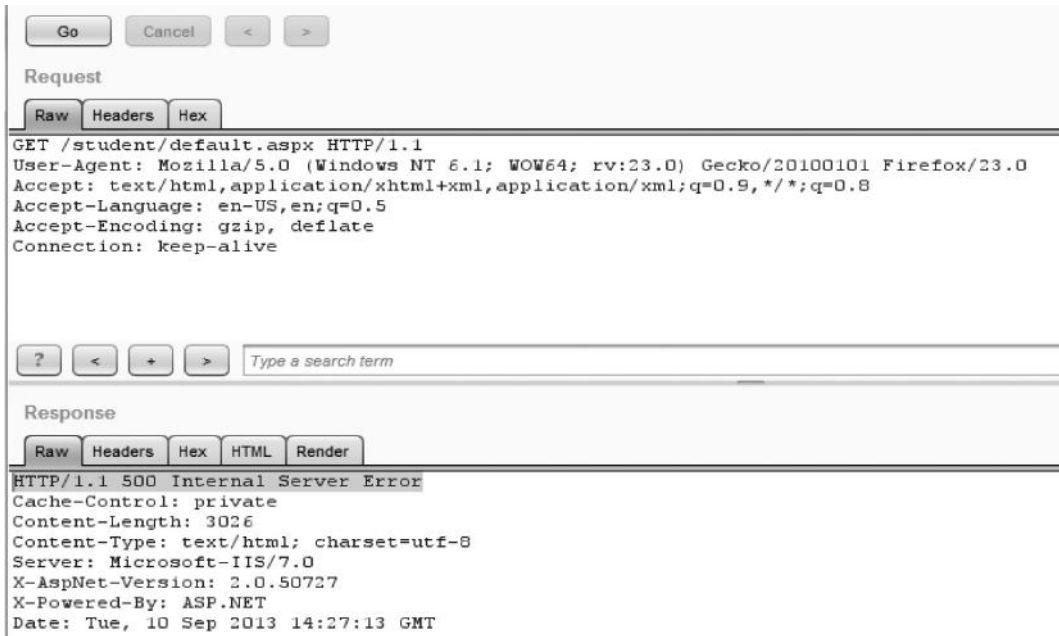 Go Cancel < >
Request
Raw Headers Hex
GET /student/default.aspx HTTP/1.1
User-Agent: Mozilla/5.0 (Windows NT 6.1; WOW64; rv:23.0) Gecko/20100101 Firefox/23.0
Accept: text/html,application/xhtml+xml,application/xml;q=0.9,*/*;q=0.8
Accept-Language: en-US,en;q=0.5
Accept-Encoding: gzip, deflate
Connection: keep-alive
? < + > Type a search term
Response
Raw Headers Hex HTML Render
HTTP/1.1 500 Internal Server Error
Cache-Control: private
Content-Length: 3026
Content-Type: text/html; charset=utf-8
Server: Microsoft-IIS/7.0
X-AspNet-Version: 2.0.50727
X-Powered-By: ASP.NET
Date: Tue, 10 Sep 2013 14:27:13 GMT